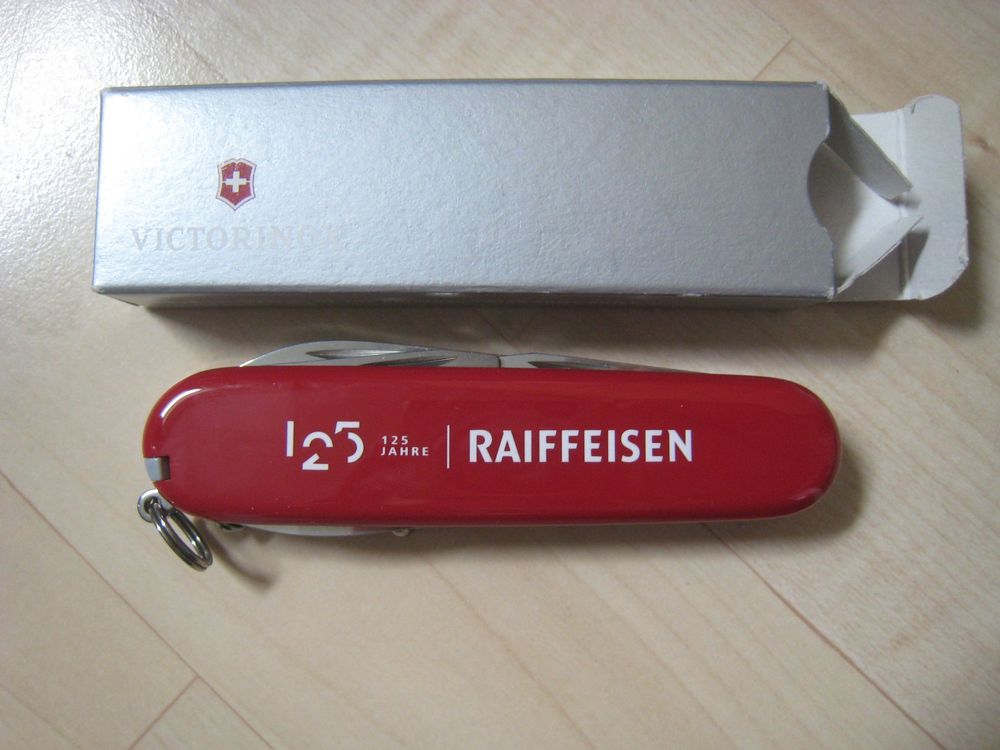 VICTORINOX
125 125
JAHRE
RAIFFEISEN